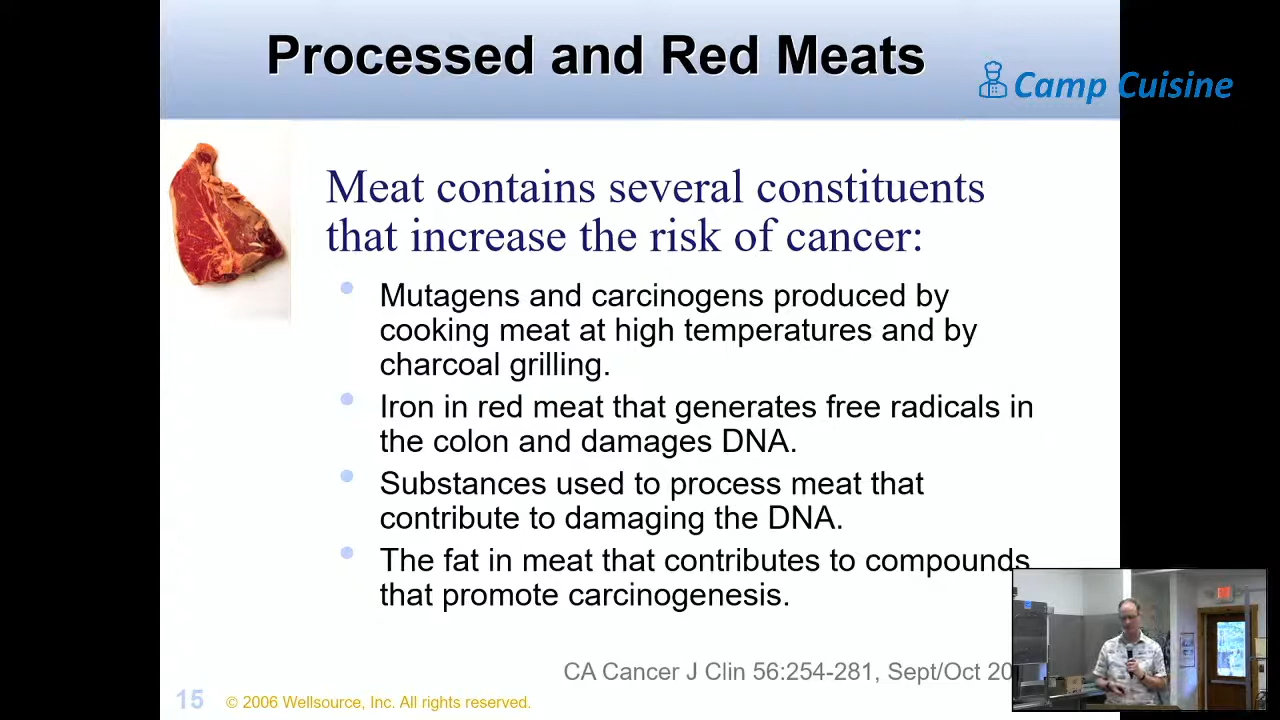 Processed and Red Meats
Camp Cuisine
Meat contains several constituents
that increase the risk of cancer:
Mutagens and carcinogens produced by
cooking meat at high temperatures and by
charcoal grilling.
Iron in red meat that generates free radicals in
the colon and damages DNA.
Substances used to process meat that
contribute to damaging the DNA.
The fat in meat that contributes to compounds
that promote carcinogenesis.
CA Cancer J Clin 56:254-281, Sept/Oct
15
© 2006 Wellsource, Inc. All rights reserved.